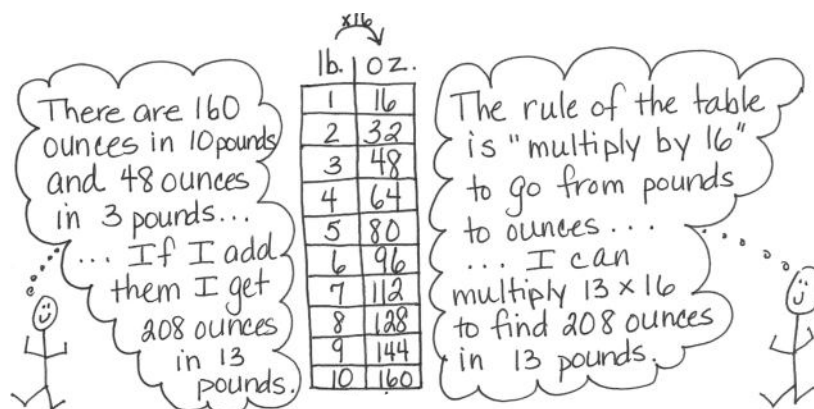 There are 160
ounces in 10 pounds
and 48 ounces
in 3 pounds...
... If I add
them I get
208 ounces
in 13
pounds.
x16
lb. oz.
1 16
2 32
3 48
4 64
5 80
6 96
7 112
8 128
9 144
10 160
The rule of the table
is "multiply by 16"
to go from pounds
to ounces...
... I can
multiply 13 x 16
to find 208 ounces
in 13 pounds.